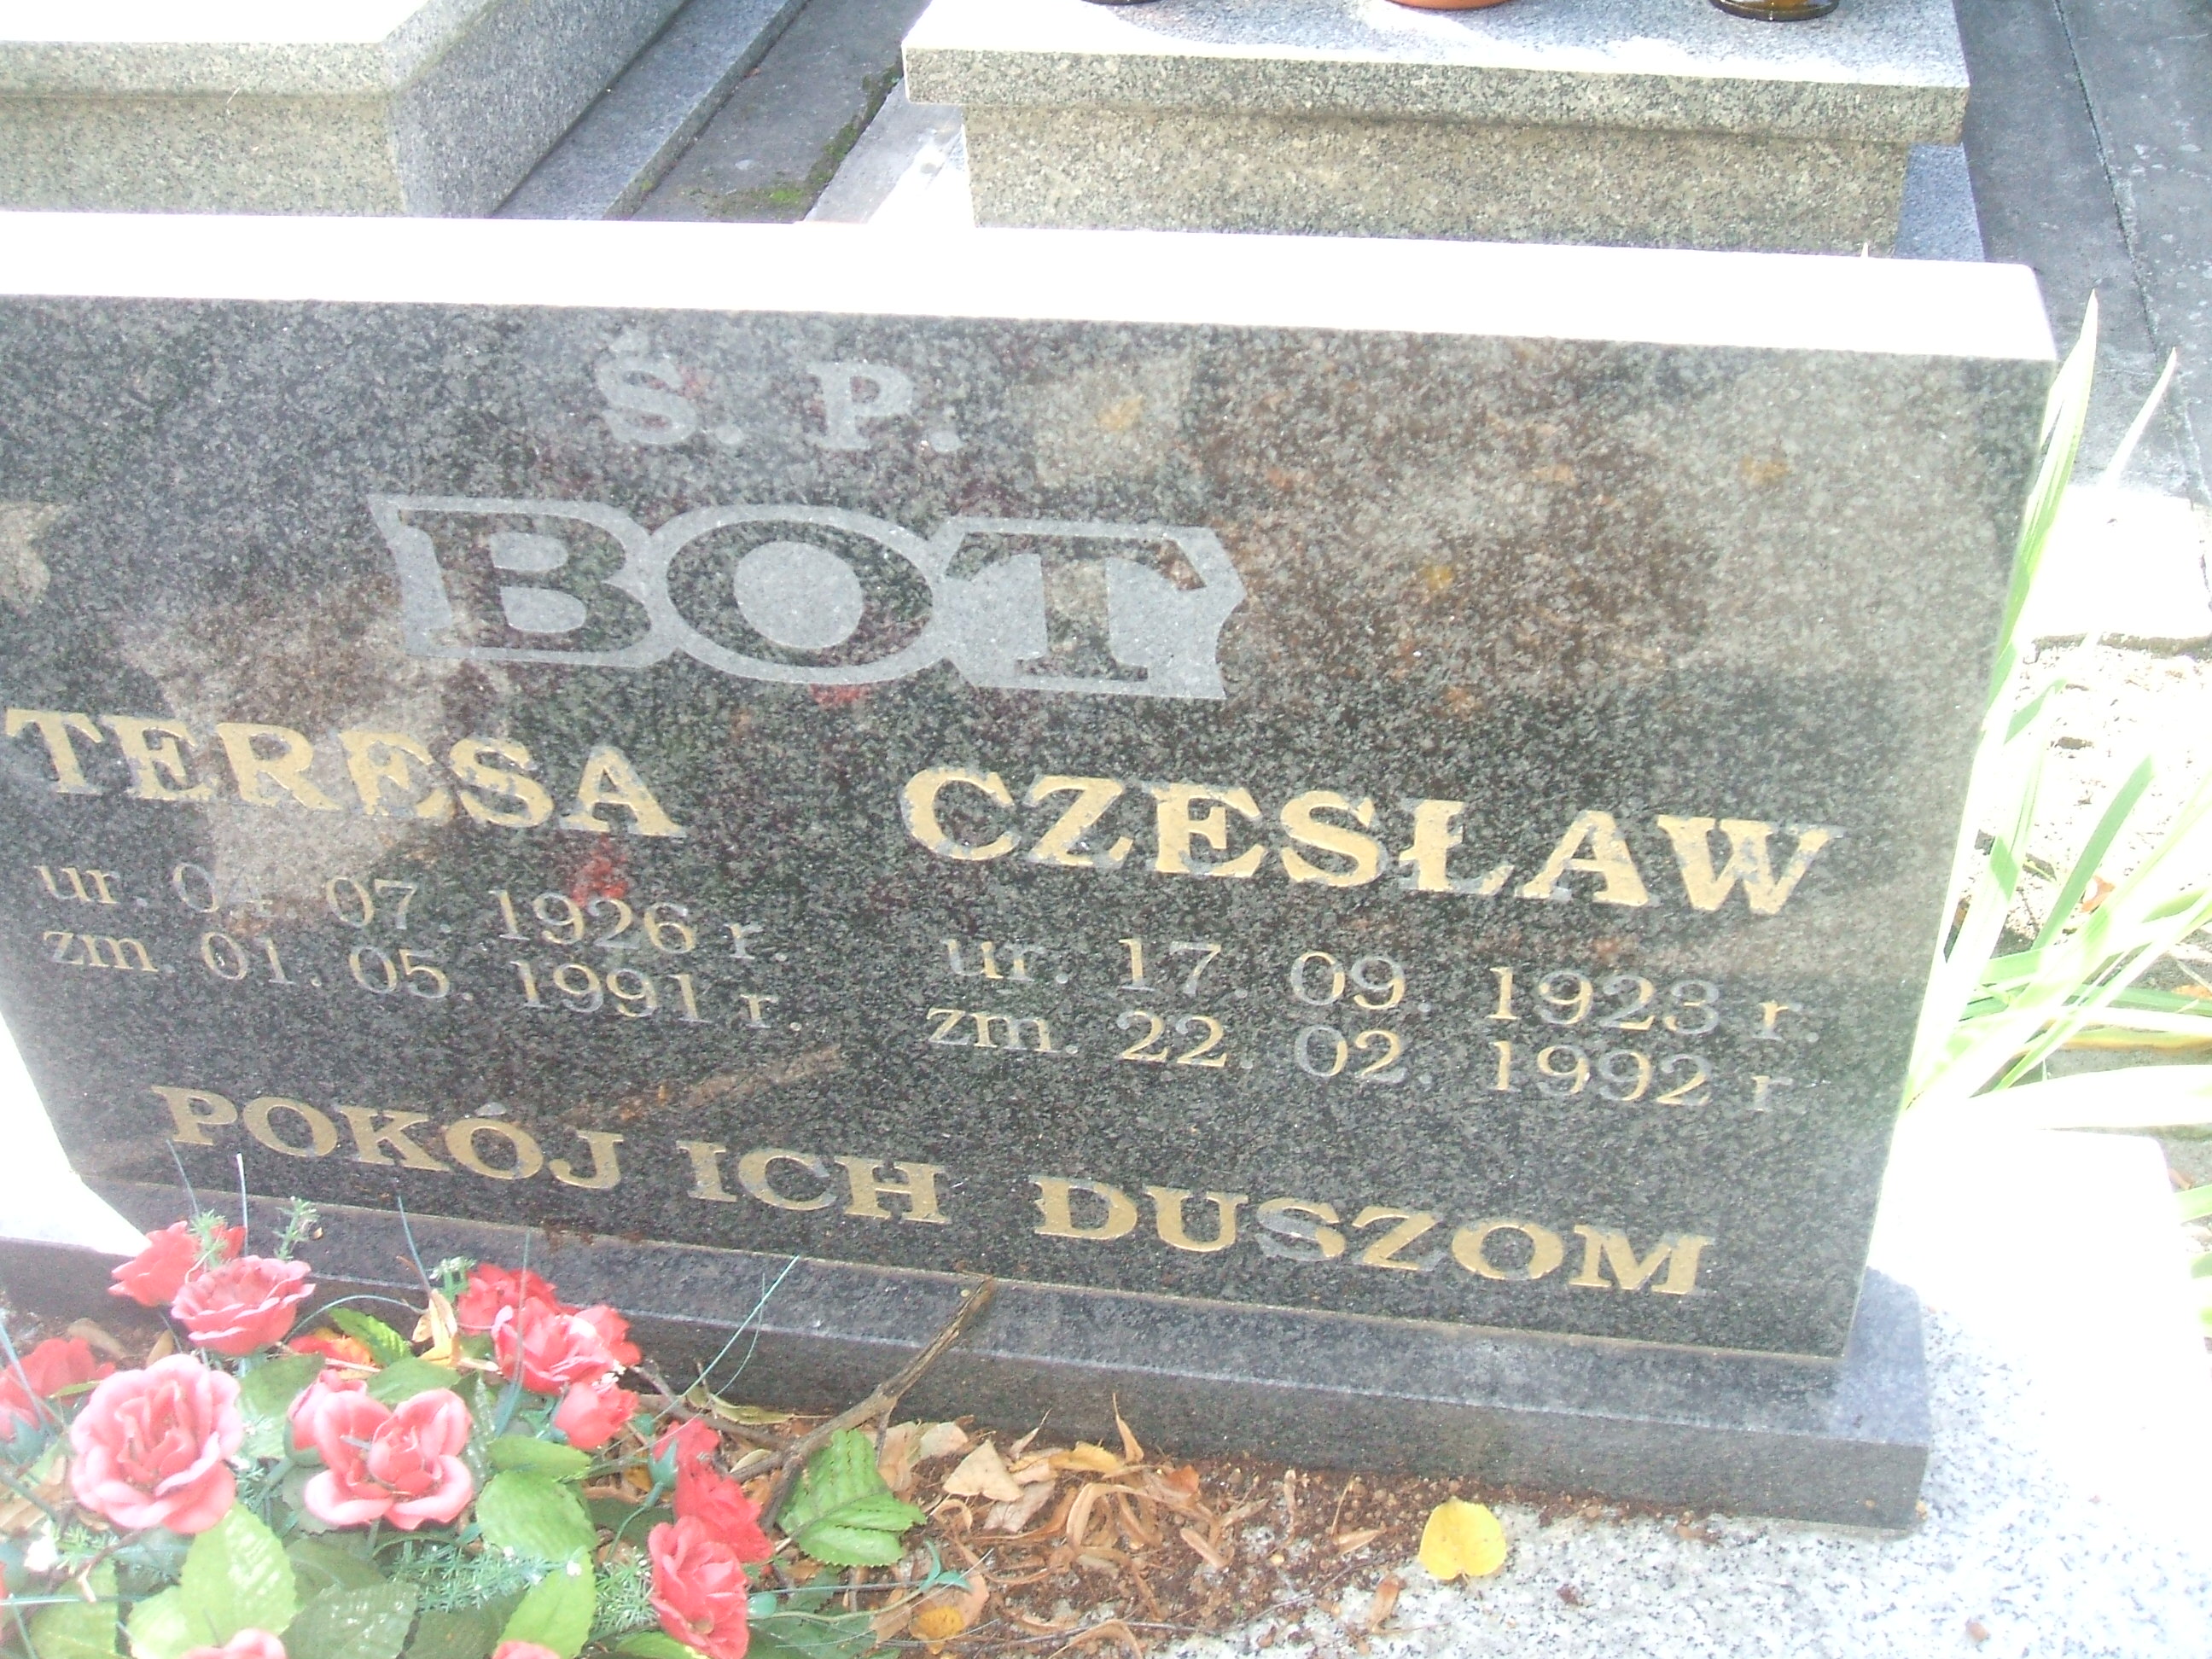 Ś. P.
BOT
TERESA
ur. 04. 07. 1926 r.
zm. 01. 05. 1991 r.
CZESŁAW
ur. 17. 09. 1923 r.
zm. 22. 02. 1992 r.
POKÓJ ICH DUSZOM